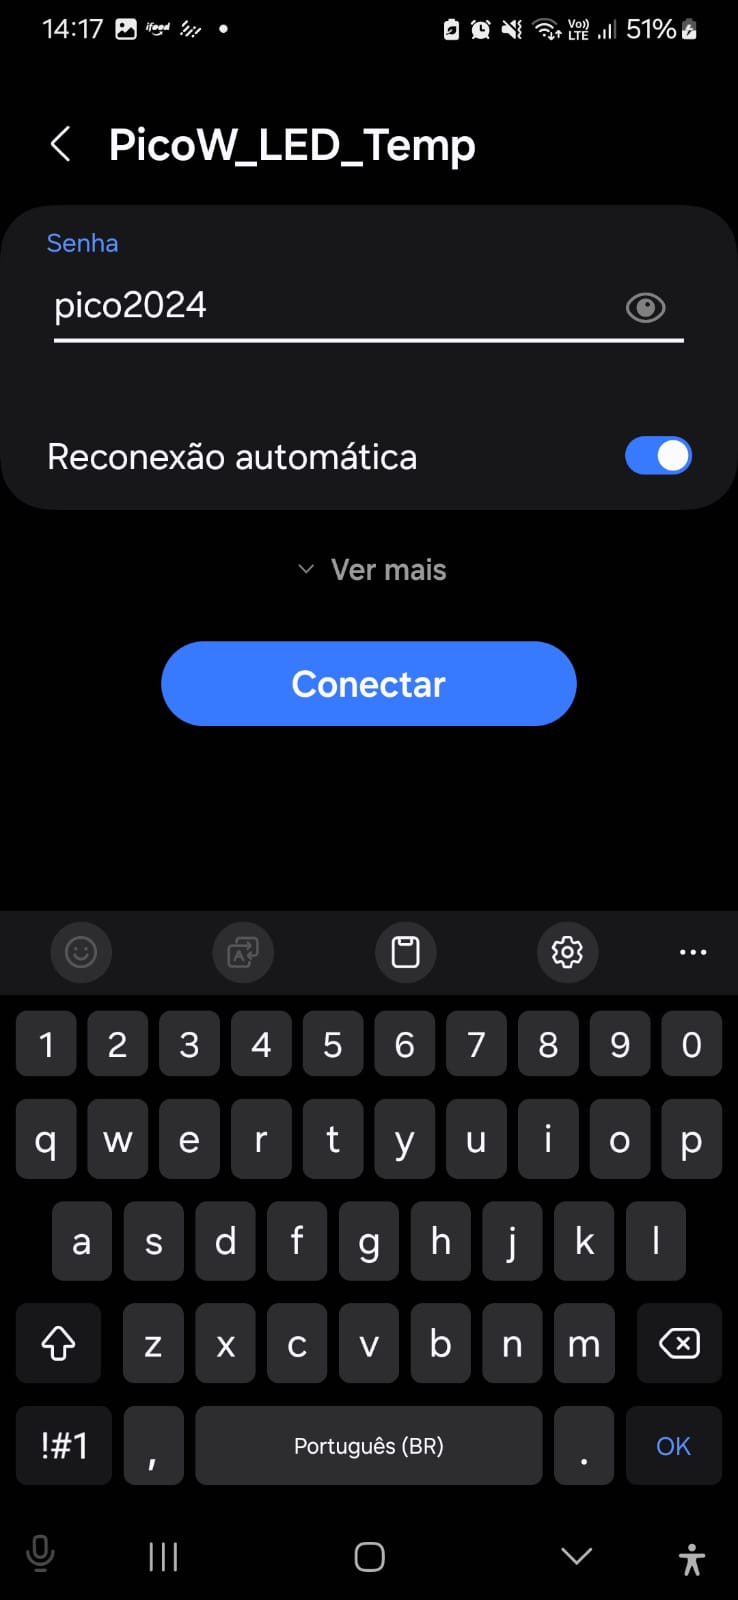 14:17 ifood Vo)) LTE 51%
PicoW_LED_Temp
Senha
pico2024
Reconexão automática
Ver mais
Conectar
1 2 3 4 5 6 7 8 9 0
q w e r t y u i o p
a s d f g h j k l
z x c v b n m
!#1 , Português (BR) . OK